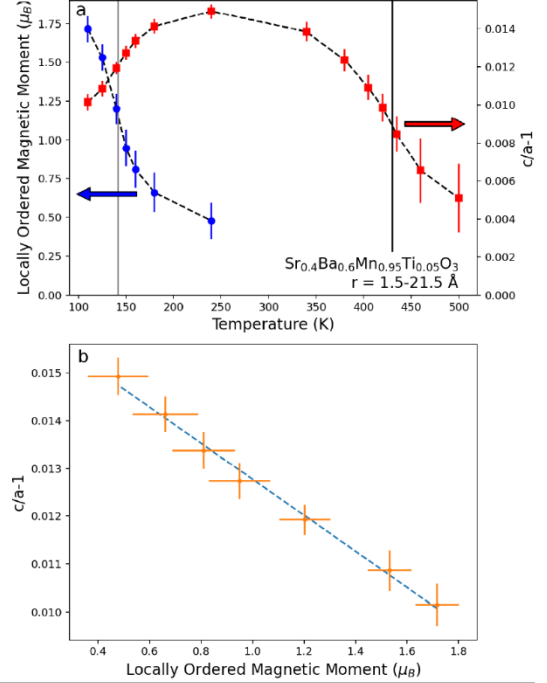 a
Locally Ordered Magnetic Moment (μB)
1.75
1.50
1.25
1.00
0.75
0.50
0.25
0.00
0.014
0.012
0.010
0.008
0.006
0.004
0.002
0.000
c/a-1
Sr0.4Ba0.6Mn0.95Ti0.05O3
r = 1.5-21.5 Å
100 150 200 250 300 350 400 450 500
Temperature (K)
b
c/a-1
0.015
0.014
0.013
0.012
0.011
0.010
0.4 0.6 0.8 1.0 1.2 1.4 1.6 1.8
Locally Ordered Magnetic Moment (μB)